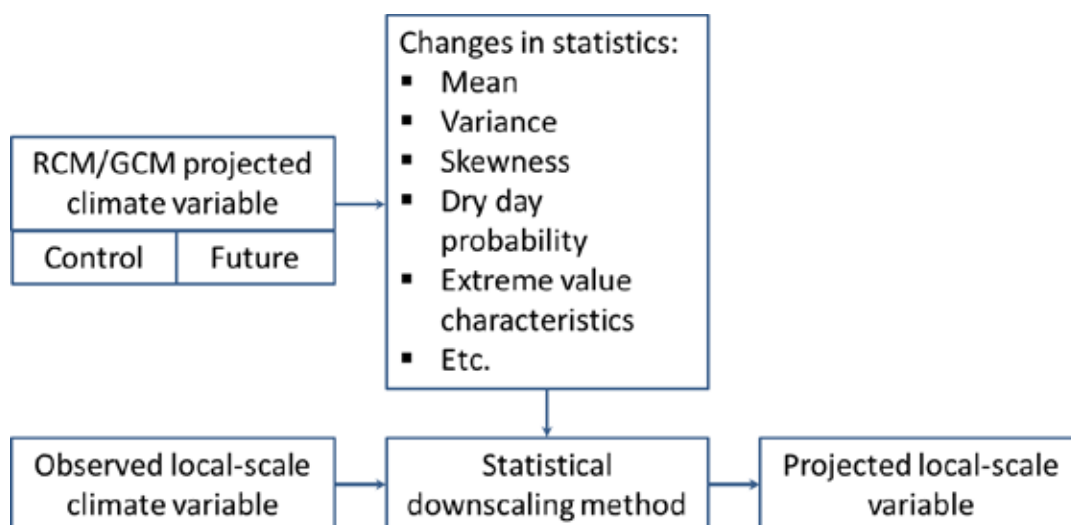 Changes in statistics:
▪ Mean
▪ Variance
▪ Skewness
▪ Dry day
probability
▪ Extreme value
characteristics
▪ Etc.
RCM/GCM projected
climate variable
Control
Future
Observed local-scale
climate variable
Statistical
downscaling method
Projected local-scale
variable